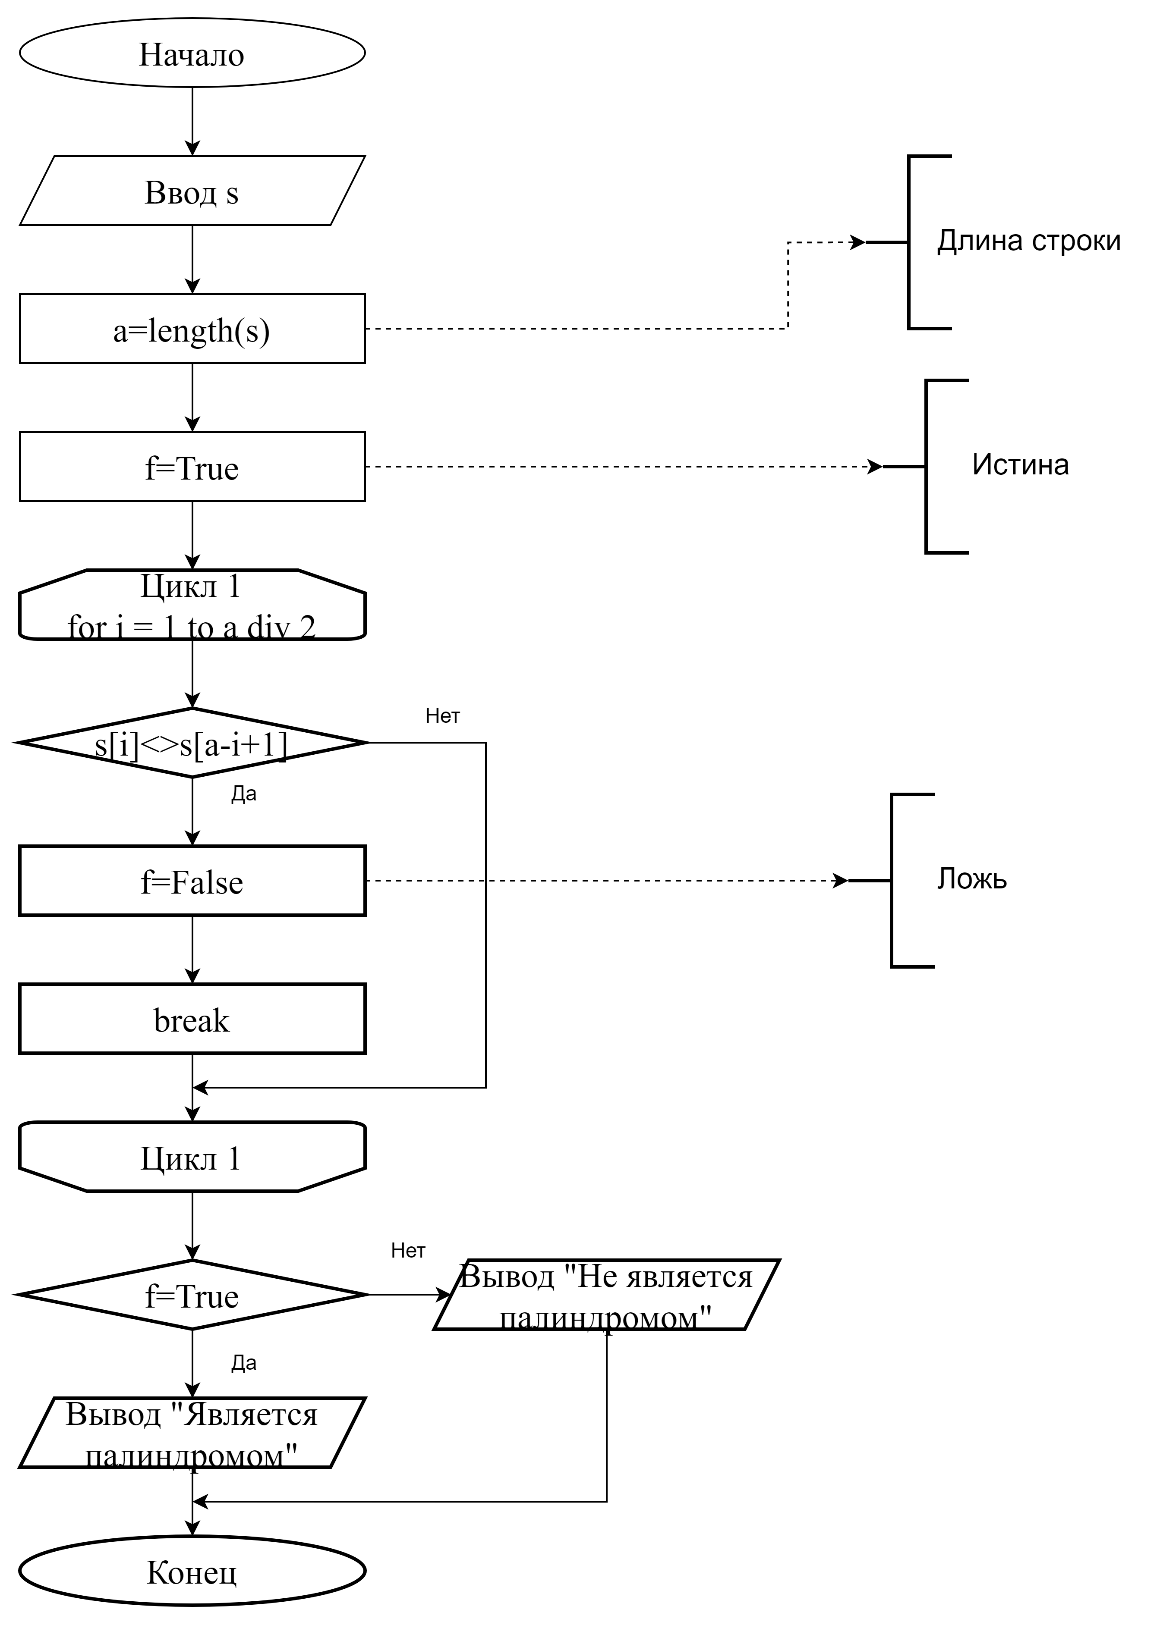 Начало
Ввод s
a=length(s)
Длина строки
f=True
Истина
Цикл 1
for i = 1 to a div 2
s[i]<>s[a-i+1]
Нет
Да
f=False
Ложь
break
Цикл 1
f=True
Нет
Вывод "Не является
палиндромом"
Да
Вывод "Является
палиндромом"
Конец